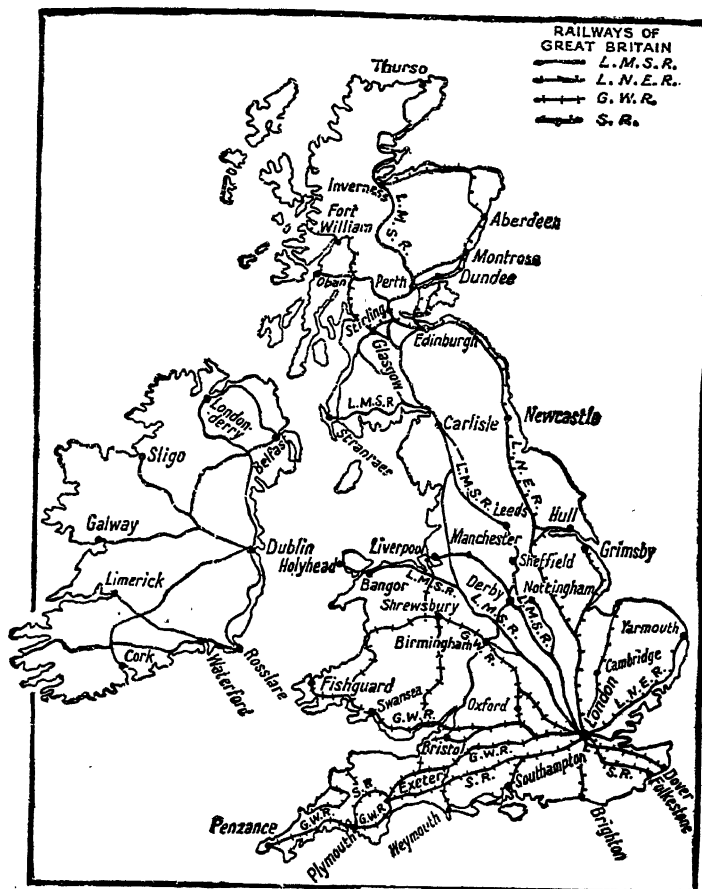 RAILWAYS OF
GREAT BRITAIN
L.M.S.R.
L.N.E.R.
G.W.R.
S.R.
Thurso
Inverness
L.M.S.R.
Fort
William
Aberdeen
Montrose
Dundee
Perth
Oban
Stirling
Edinburgh
Glasgow
L.M.S.R
London-
derry
Belfast
Stranraer
Carlisle
Newcastle
Sligo
L.N.E.R.
L.M.S.R.
Leeds
Hull
Galway
Dublin
Liverpool
Manchester
Grimsby
Holyhead
Sheffield
Limerick
Bangor
L.M.S.R.
Derby
Nottingham
Shrewsbury
L.M.S.R.
L.M.S.R.
Yarmouth
Birmingham
G.W.R.
Cork
Waterford
Rosslare
Cambridge
Fishguard
Swansea
Oxford
London
L.N.E.R.
G.W.R.
Bristol
G.W.R.
S.R.
Exeter
S.R.
Southampton
S.R.
Dover
Folkestone
Penzance
G.W.R.
G.W.R
Plymouth
Weymouth
Brighton